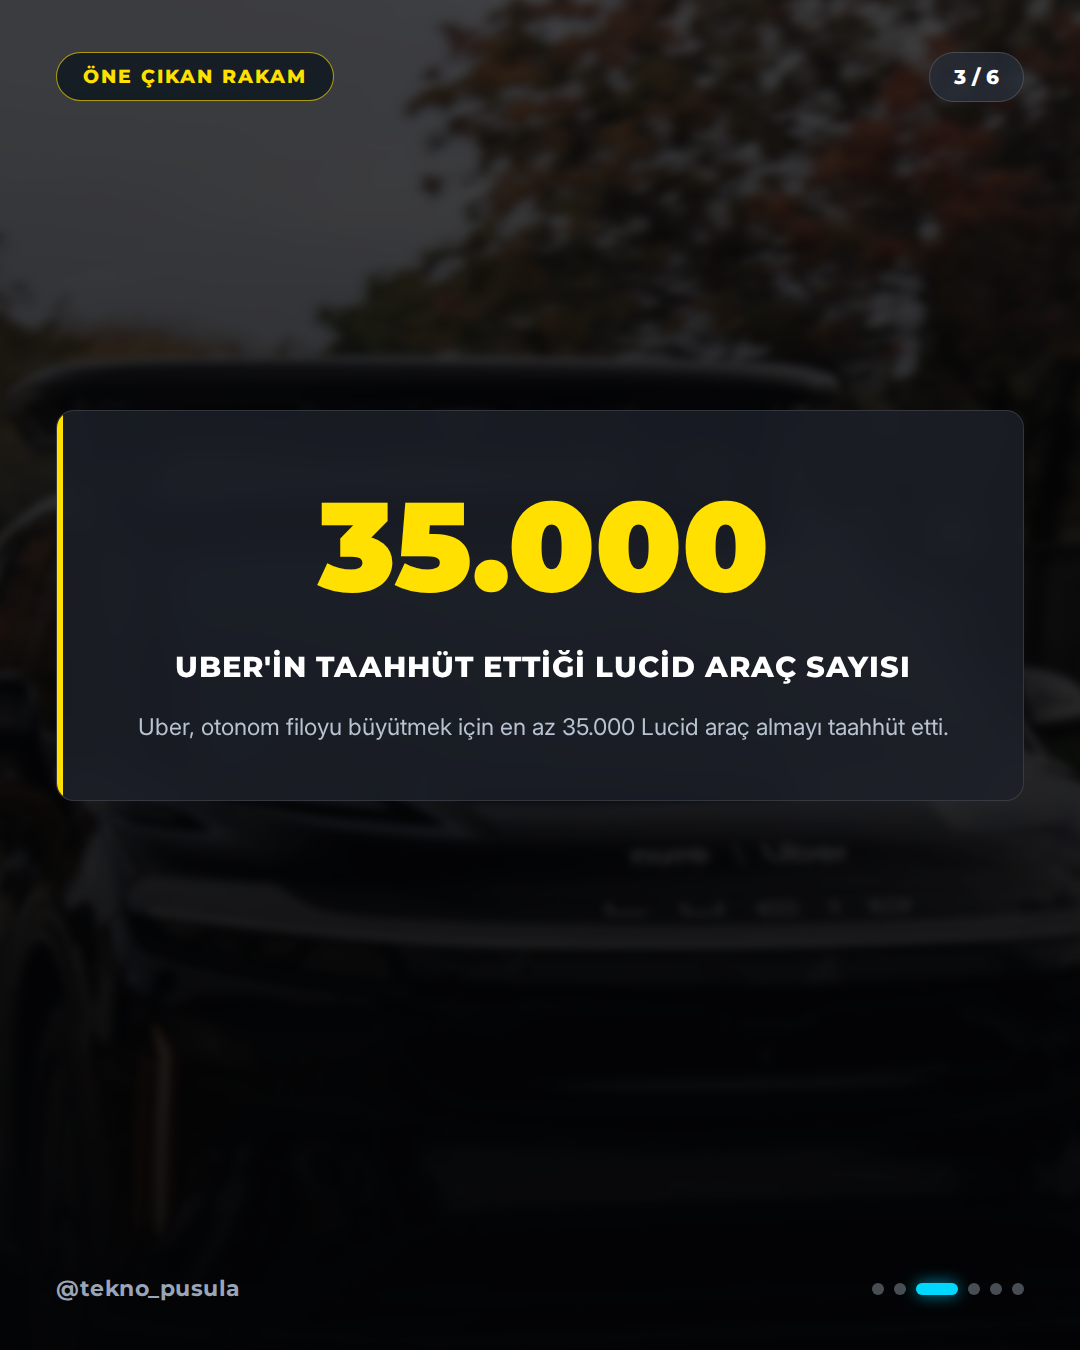 ÖNE ÇIKAN RAKAM
3 / 6
35.000
UBER'İN TAAHHÜT ETTİĞİ LUCİD ARAÇ SAYISI
Uber, otonom filoyu büyütmek için en az 35.000 Lucid araç almayı taahhüt etti.
@tekno_pusula